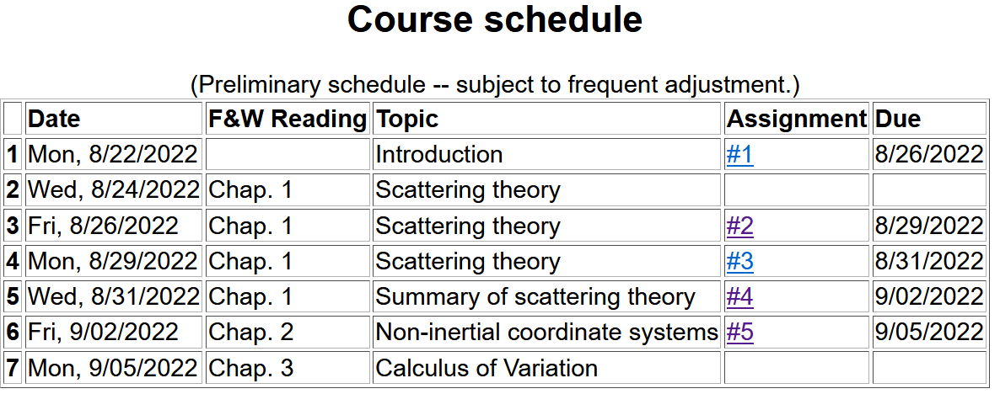 Course schedule
(Preliminary schedule -- subject to frequent adjustment.)
Date F&W Reading Topic Assignment Due
1 Mon, 8/22/2022 Introduction #1 8/26/2022
2 Wed, 8/24/2022 Chap. 1 Scattering theory
3 Fri, 8/26/2022 Chap. 1 Scattering theory #2 8/29/2022
4 Mon, 8/29/2022 Chap. 1 Scattering theory #3 8/31/2022
5 Wed, 8/31/2022 Chap. 1 Summary of scattering theory #4 9/02/2022
6 Fri, 9/02/2022 Chap. 2 Non-inertial coordinate systems #5 9/05/2022
7 Mon, 9/05/2022 Chap. 3 Calculus of Variation